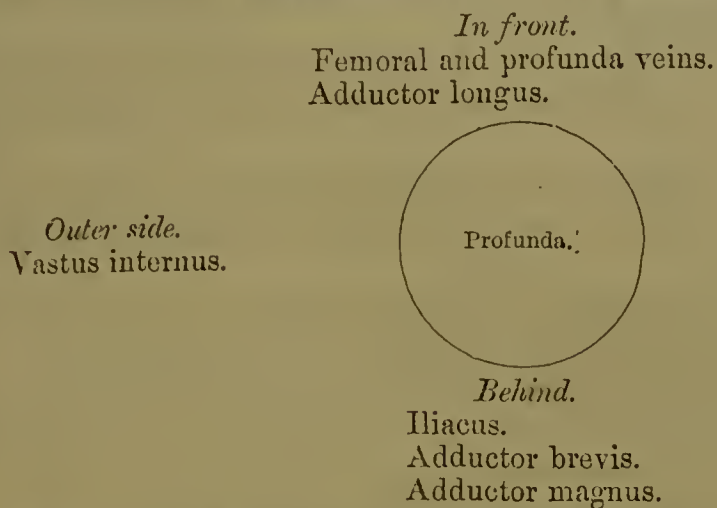 In front.
Femoral and profunda veins.
Adductor longus.
Outer side.
Vastus internus.
Profunda.
Behind.
Iliacus.
Adductor brevis.
Adductor magnus.